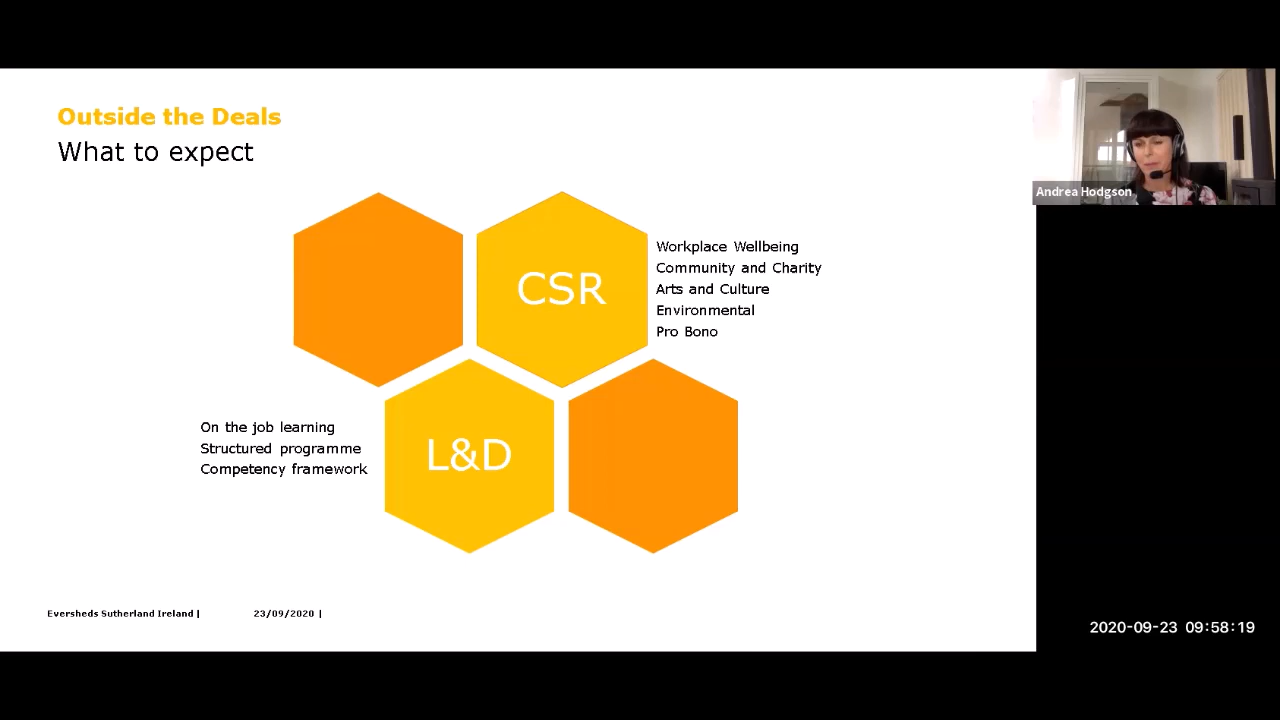 Outside the Deals
What to expect
Andrea Hodgson
CSR
Workplace Wellbeing
Community and Charity
Arts and Culture
Environmental
Pro Bono
On the job learning
Structured programme
Competency framework
L&D
Eversheds Sutherland Ireland | 23/09/2020 |
2020-09-23 09:58:19